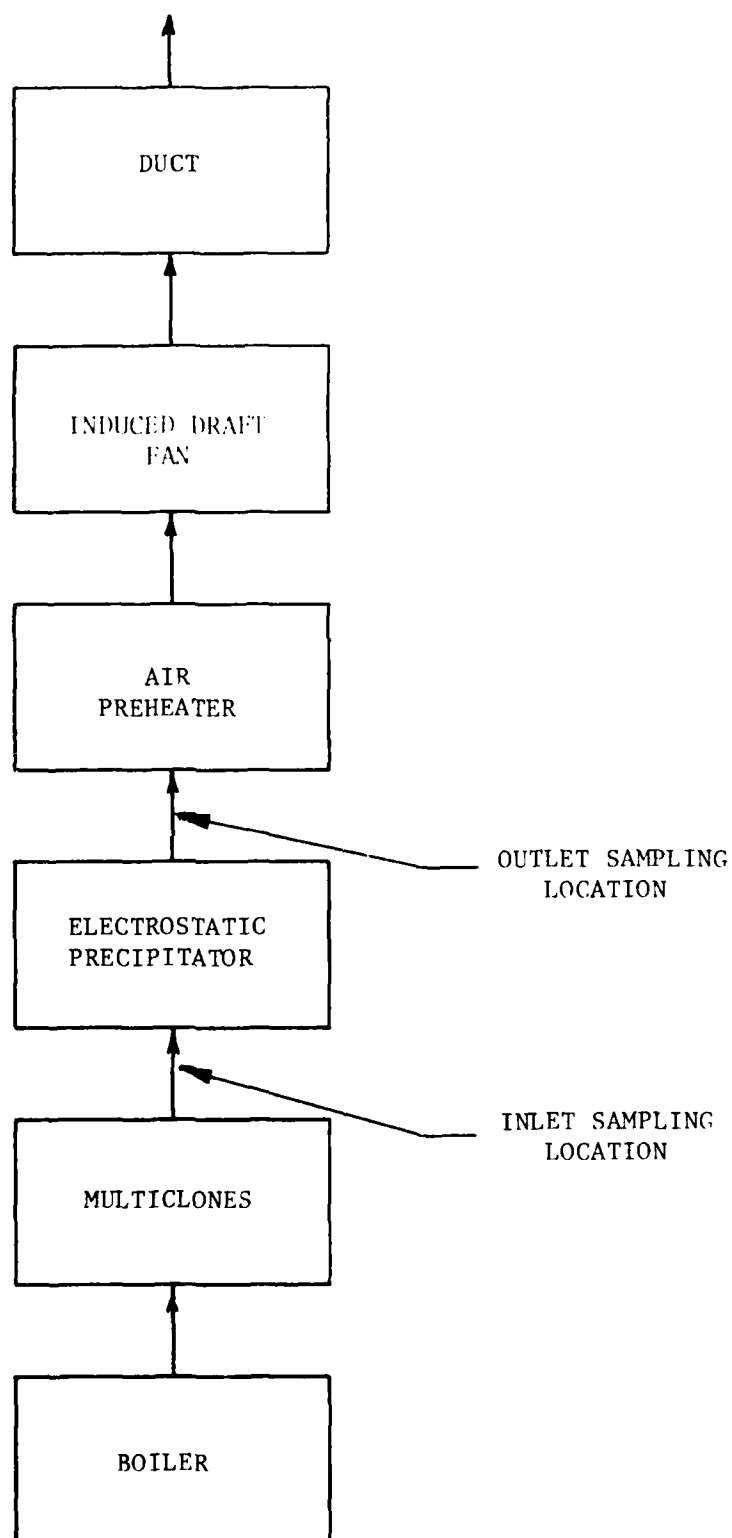 DUCT
INDUCED DRAFT
FAN
AIR
PREHEATER
OUTLET SAMPLING
LOCATION
ELECTROSTATIC
PRECIPITATOR
INLET SAMPLING
LOCATION
MULTICLONES
BOILER